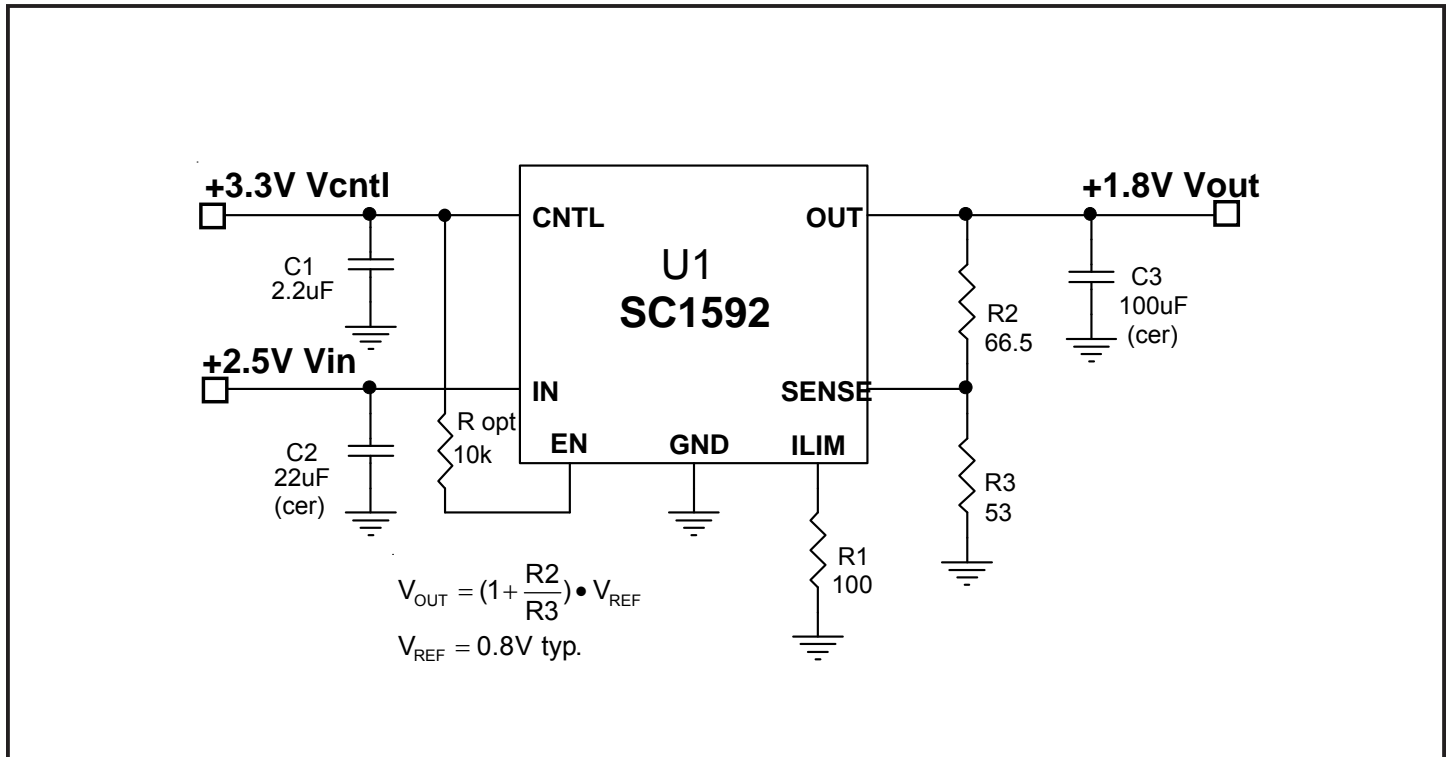 +3.3V Vcntl
+1.8V Vout
CNTL
OUT
U1
SC1592
C1
2.2uF
C3
100uF
(cer)
R2
66.5
+2.5V Vin
IN
SENSE
R opt
10k
EN
GND
ILIM
C2
22uF
(cer)
R3
53
R1
100
V_OUT = (1+ R2/R3) • V_REF
V_REF = 0.8V typ.